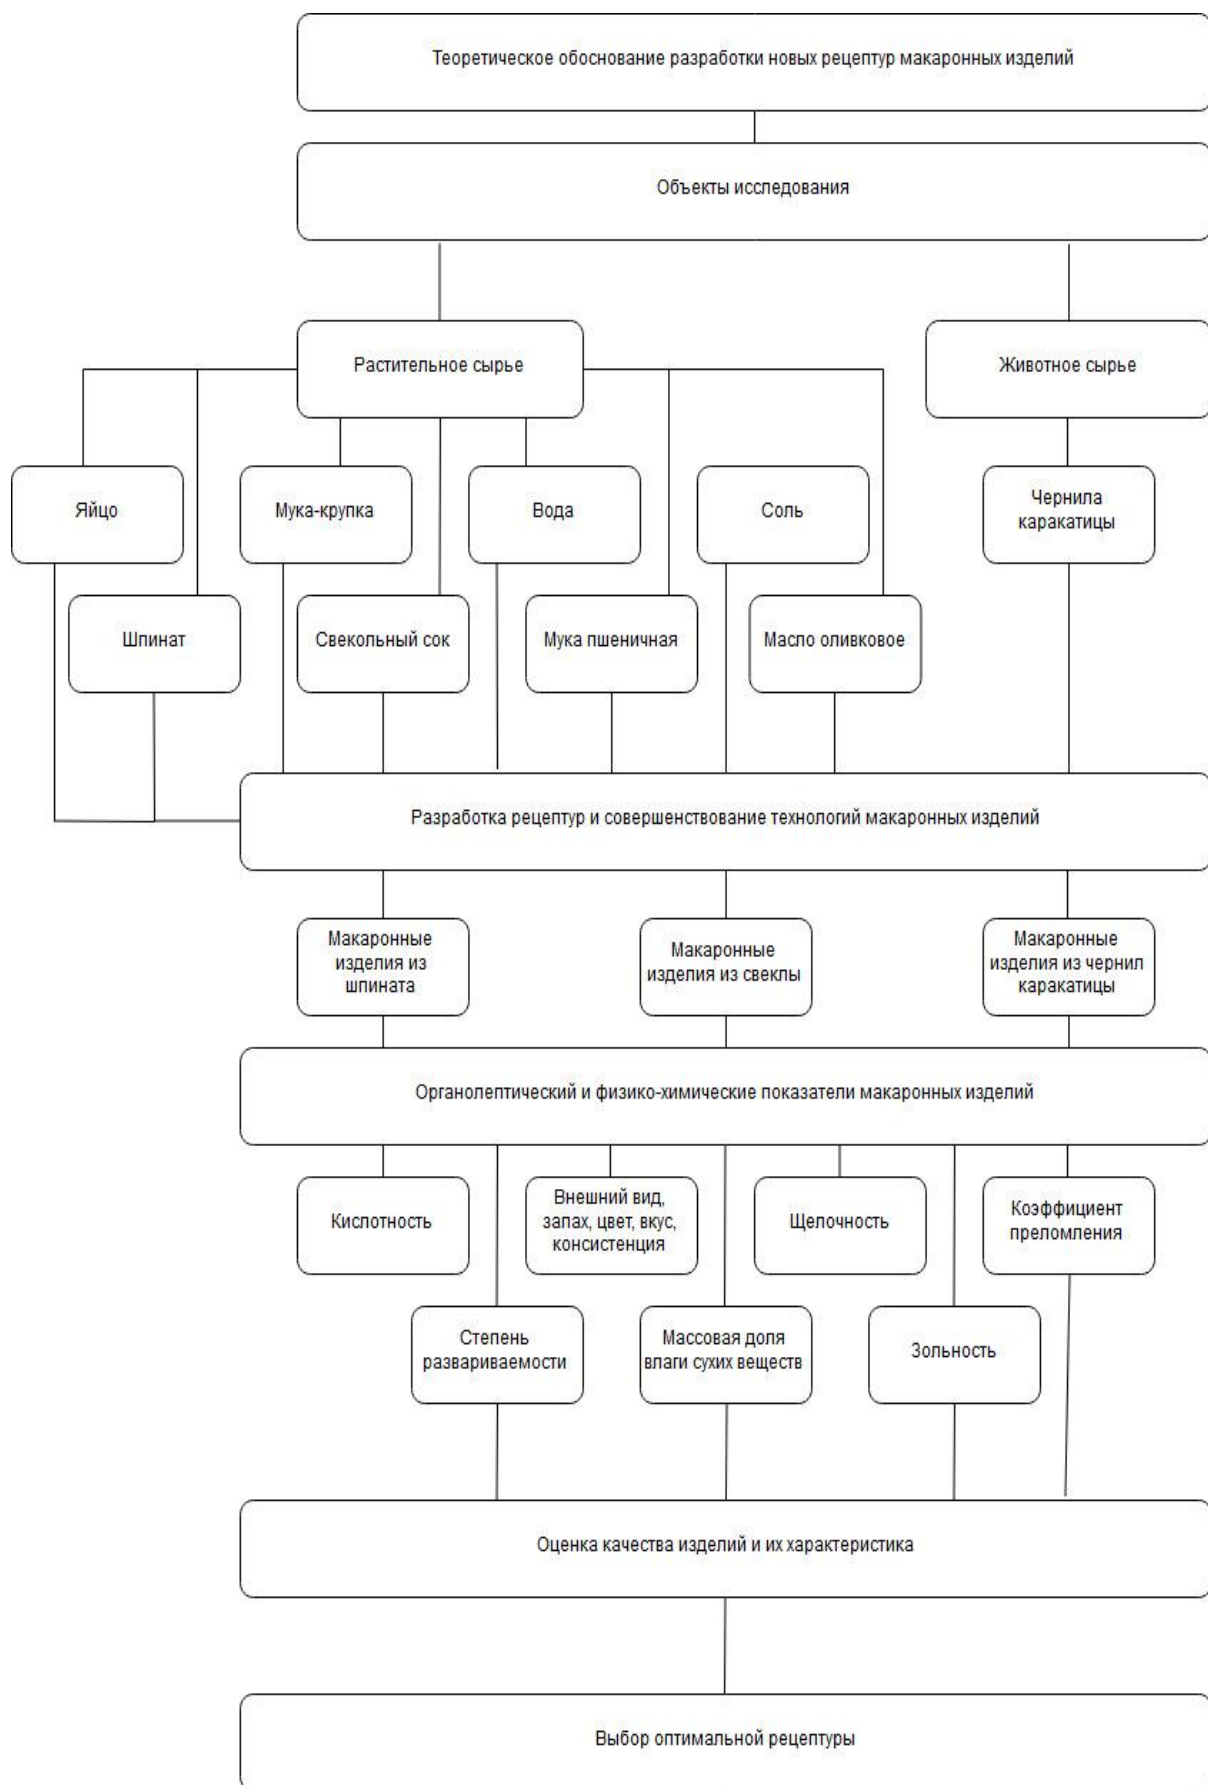 Теоретическое обоснование разработки новых рецептур макаронных изделий
Объекты исследования
Растительное сырье
Животное сырье
Яйцо
Мука-крупка
Вода
Соль
Чернила
каракатицы
Шпинат
Свекольный сок
Мука пшеничная
Масло оливковое
Разработка рецептур и совершенствование технологий макаронных изделий
Макаронные
изделия из
шпината
Макаронные
изделия из свеклы
Макаронные
изделия из чернил
каракатицы
Органолептический и физико-химические показатели макаронных изделий
Кислотность
Внешний вид,
запах, цвет, вкус,
консистенция
Щелочность
Коэффициент
преломления
Степень
развариваемости
Массовая доля
влаги сухих веществ
Зольность
Оценка качества изделий и их характеристика
Выбор оптимальной рецептуры